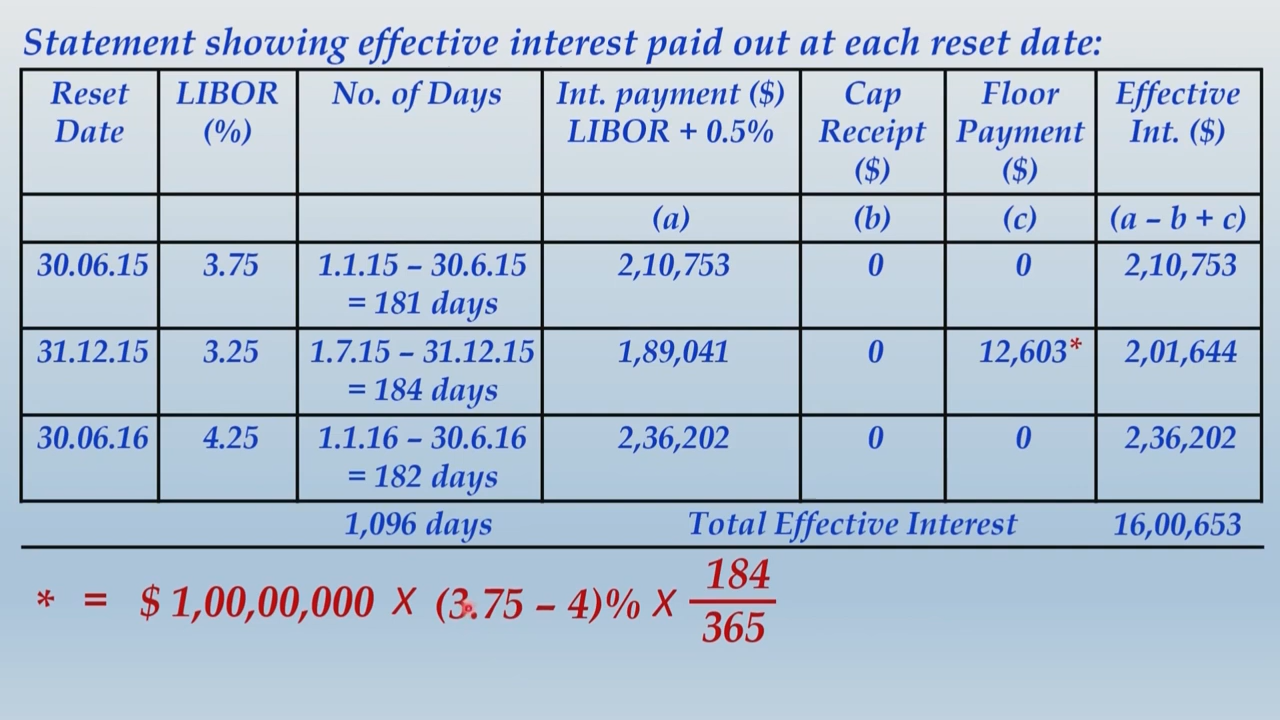 Statement showing effective interest paid out at each reset date:
Reset Date | LIBOR (%) | No. of Days | Int. payment ($) LIBOR + 0.5% | Cap Receipt ($) | Floor Payment ($) | Effective Int. ($)
(a) | (b) | (c) | (a – b + c)
30.06.15 | 3.75 | 1.1.15 – 30.6.15 = 181 days | 2,10,753 | 0 | 0 | 2,10,753
31.12.15 | 3.25 | 1.7.15 – 31.12.15 = 184 days | 1,89,041 | 0 | 12,603* | 2,01,644
30.06.16 | 4.25 | 1.1.16 – 30.6.16 = 182 days | 2,36,202 | 0 | 0 | 2,36,202
1,096 days | Total Effective Interest | 16,00,653
* = $ 1,00,00,000 X (3.75 – 4)% X 184/365